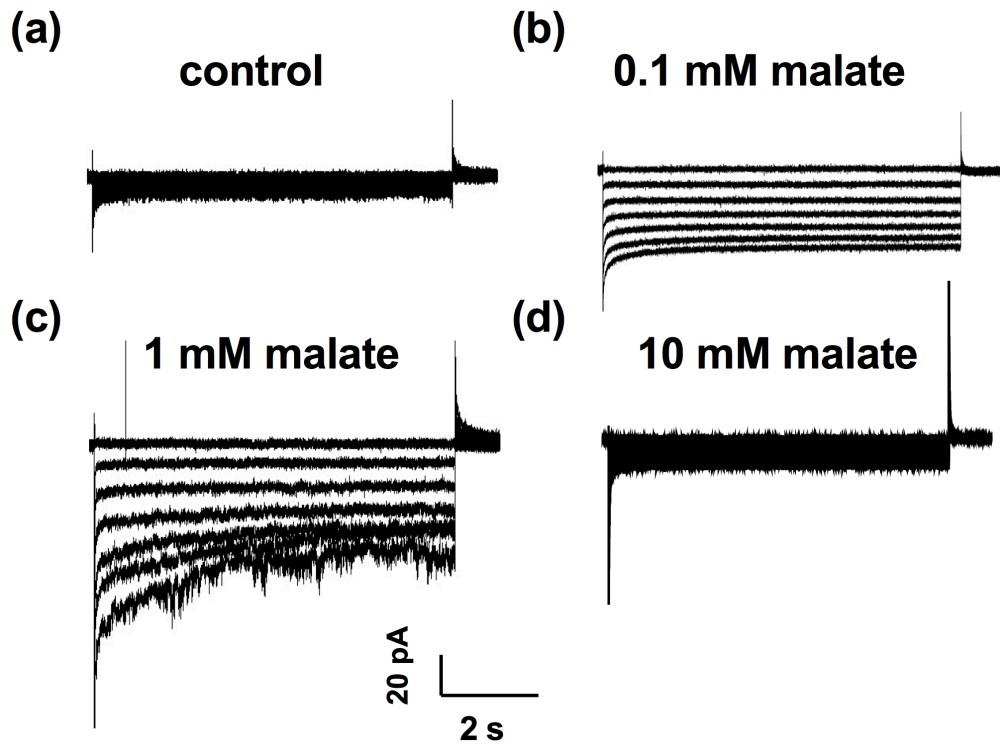 (a)
control
(b)
0.1 mM malate
(c)
1 mM malate
(d)
10 mM malate
20 pA
2 s